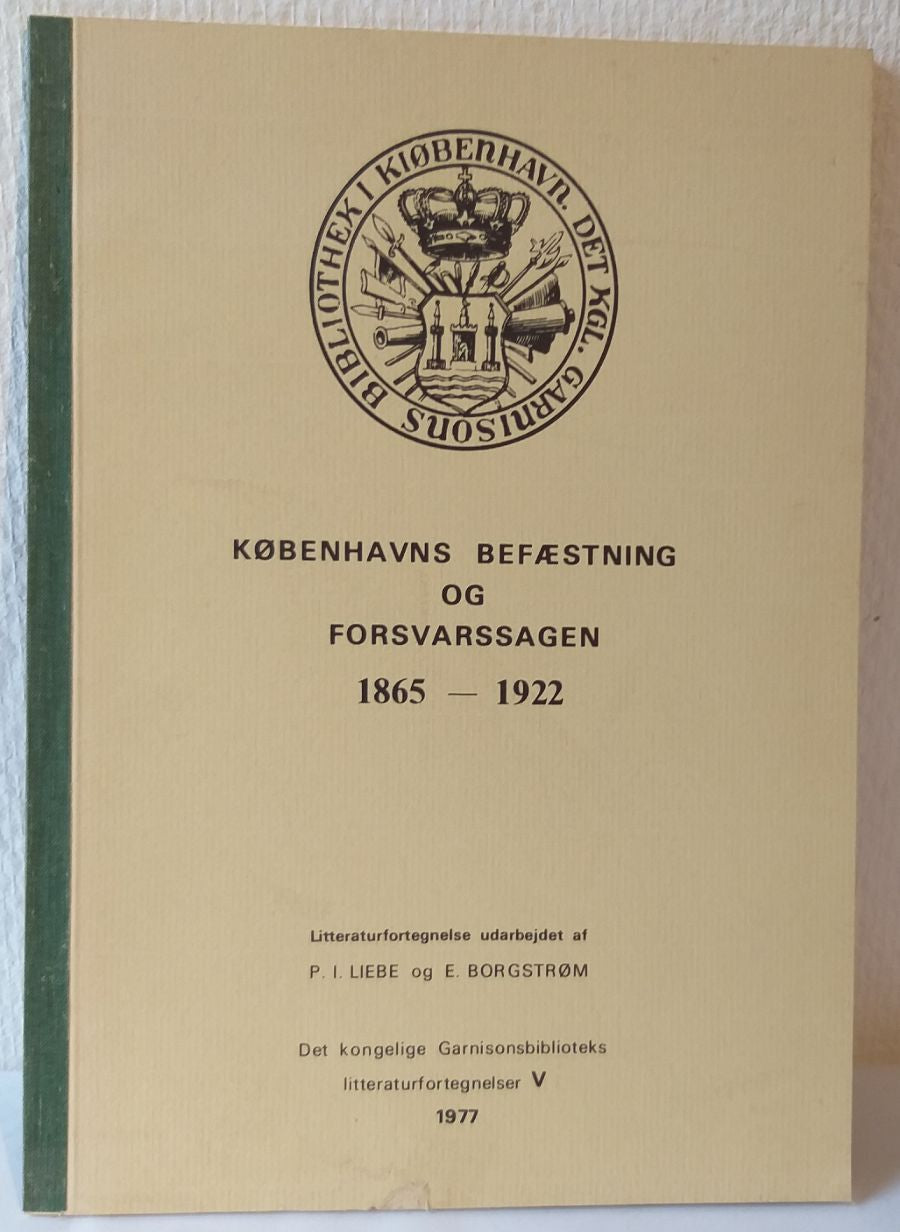 DET KGL. GARNISONS BIBLIOTHEK I KIØBENHAVN.
KØBENHAVNS BEFÆSTNING
OG
FORSVARSSAGEN
1865 — 1922
Litteraturfortegnelse udarbejdet af
P. I. LIEBE og E. BORGSTRØM
Det kongelige Garnisonsbiblioteks
litteraturfortegnelser V
1977